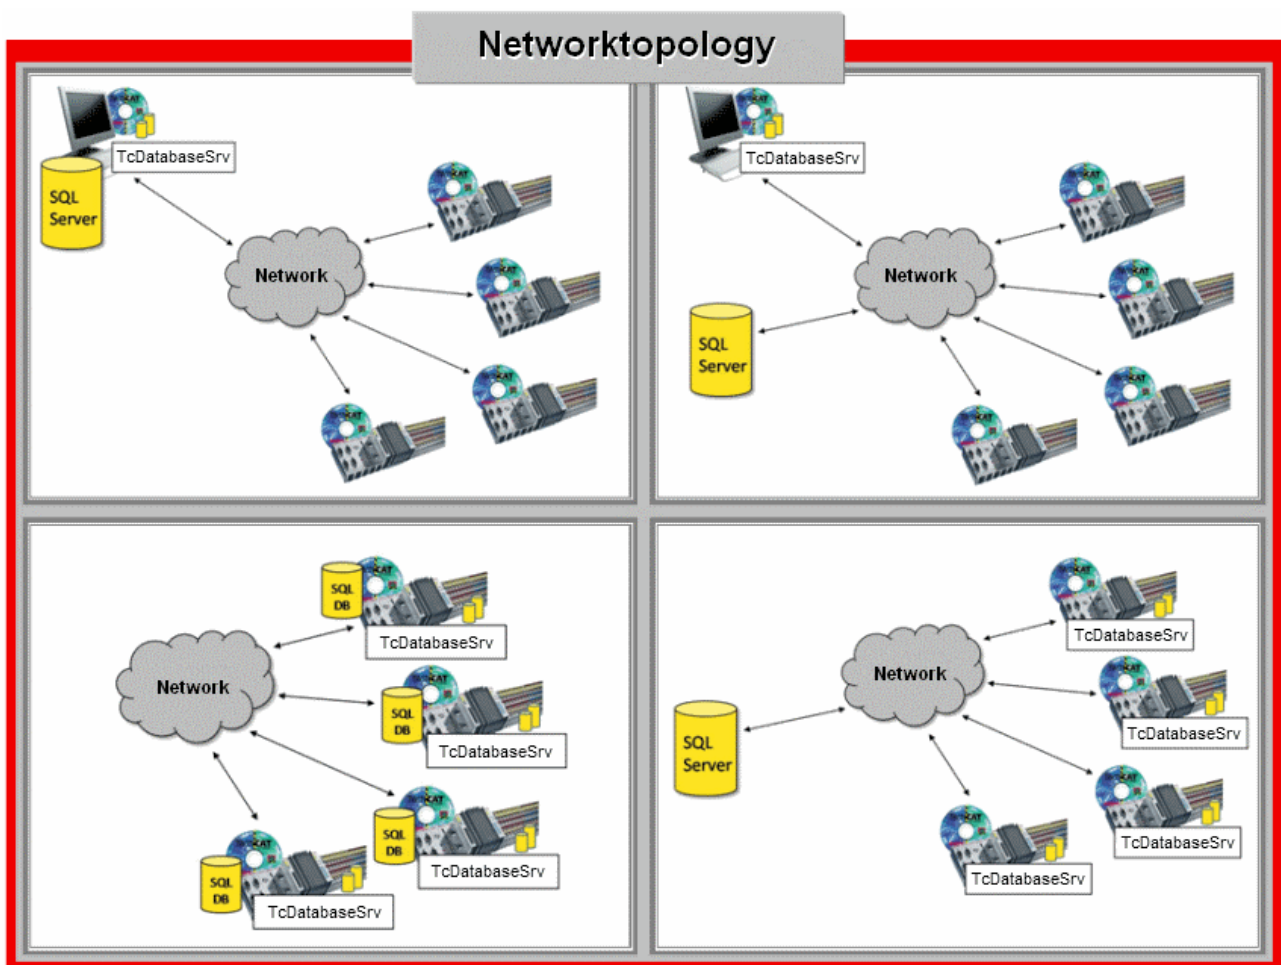 Networktopology
TcDatabaseSrv
SQL
Server
Network
TcDatabaseSrv
Network
SQL
Server
SQL
DB
TcDatabaseSrv
Network
SQL
DB
TcDatabaseSrv
SQL
DB
TcDatabaseSrv
SQL
DB
TcDatabaseSrv
TcDatabaseSrv
Network
TcDatabaseSrv
SQL
Server
TcDatabaseSrv
TcDatabaseSrv